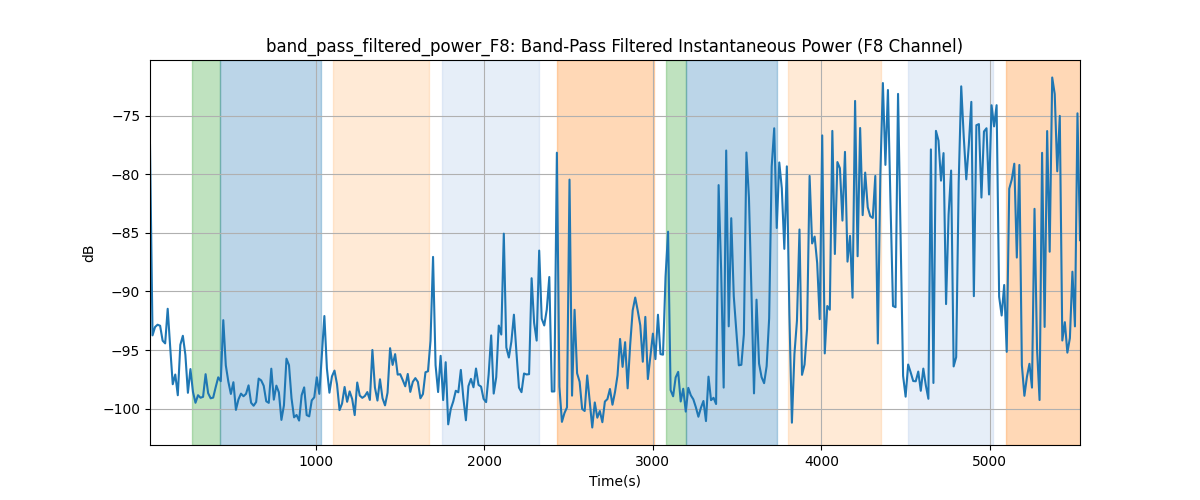 band_pass_filtered_power_F8: Band-Pass Filtered Instantaneous Power (F8 Channel)
−75
−80
−85
−90
−95
−100
dB
1000 2000 3000 4000 5000
Time(s)